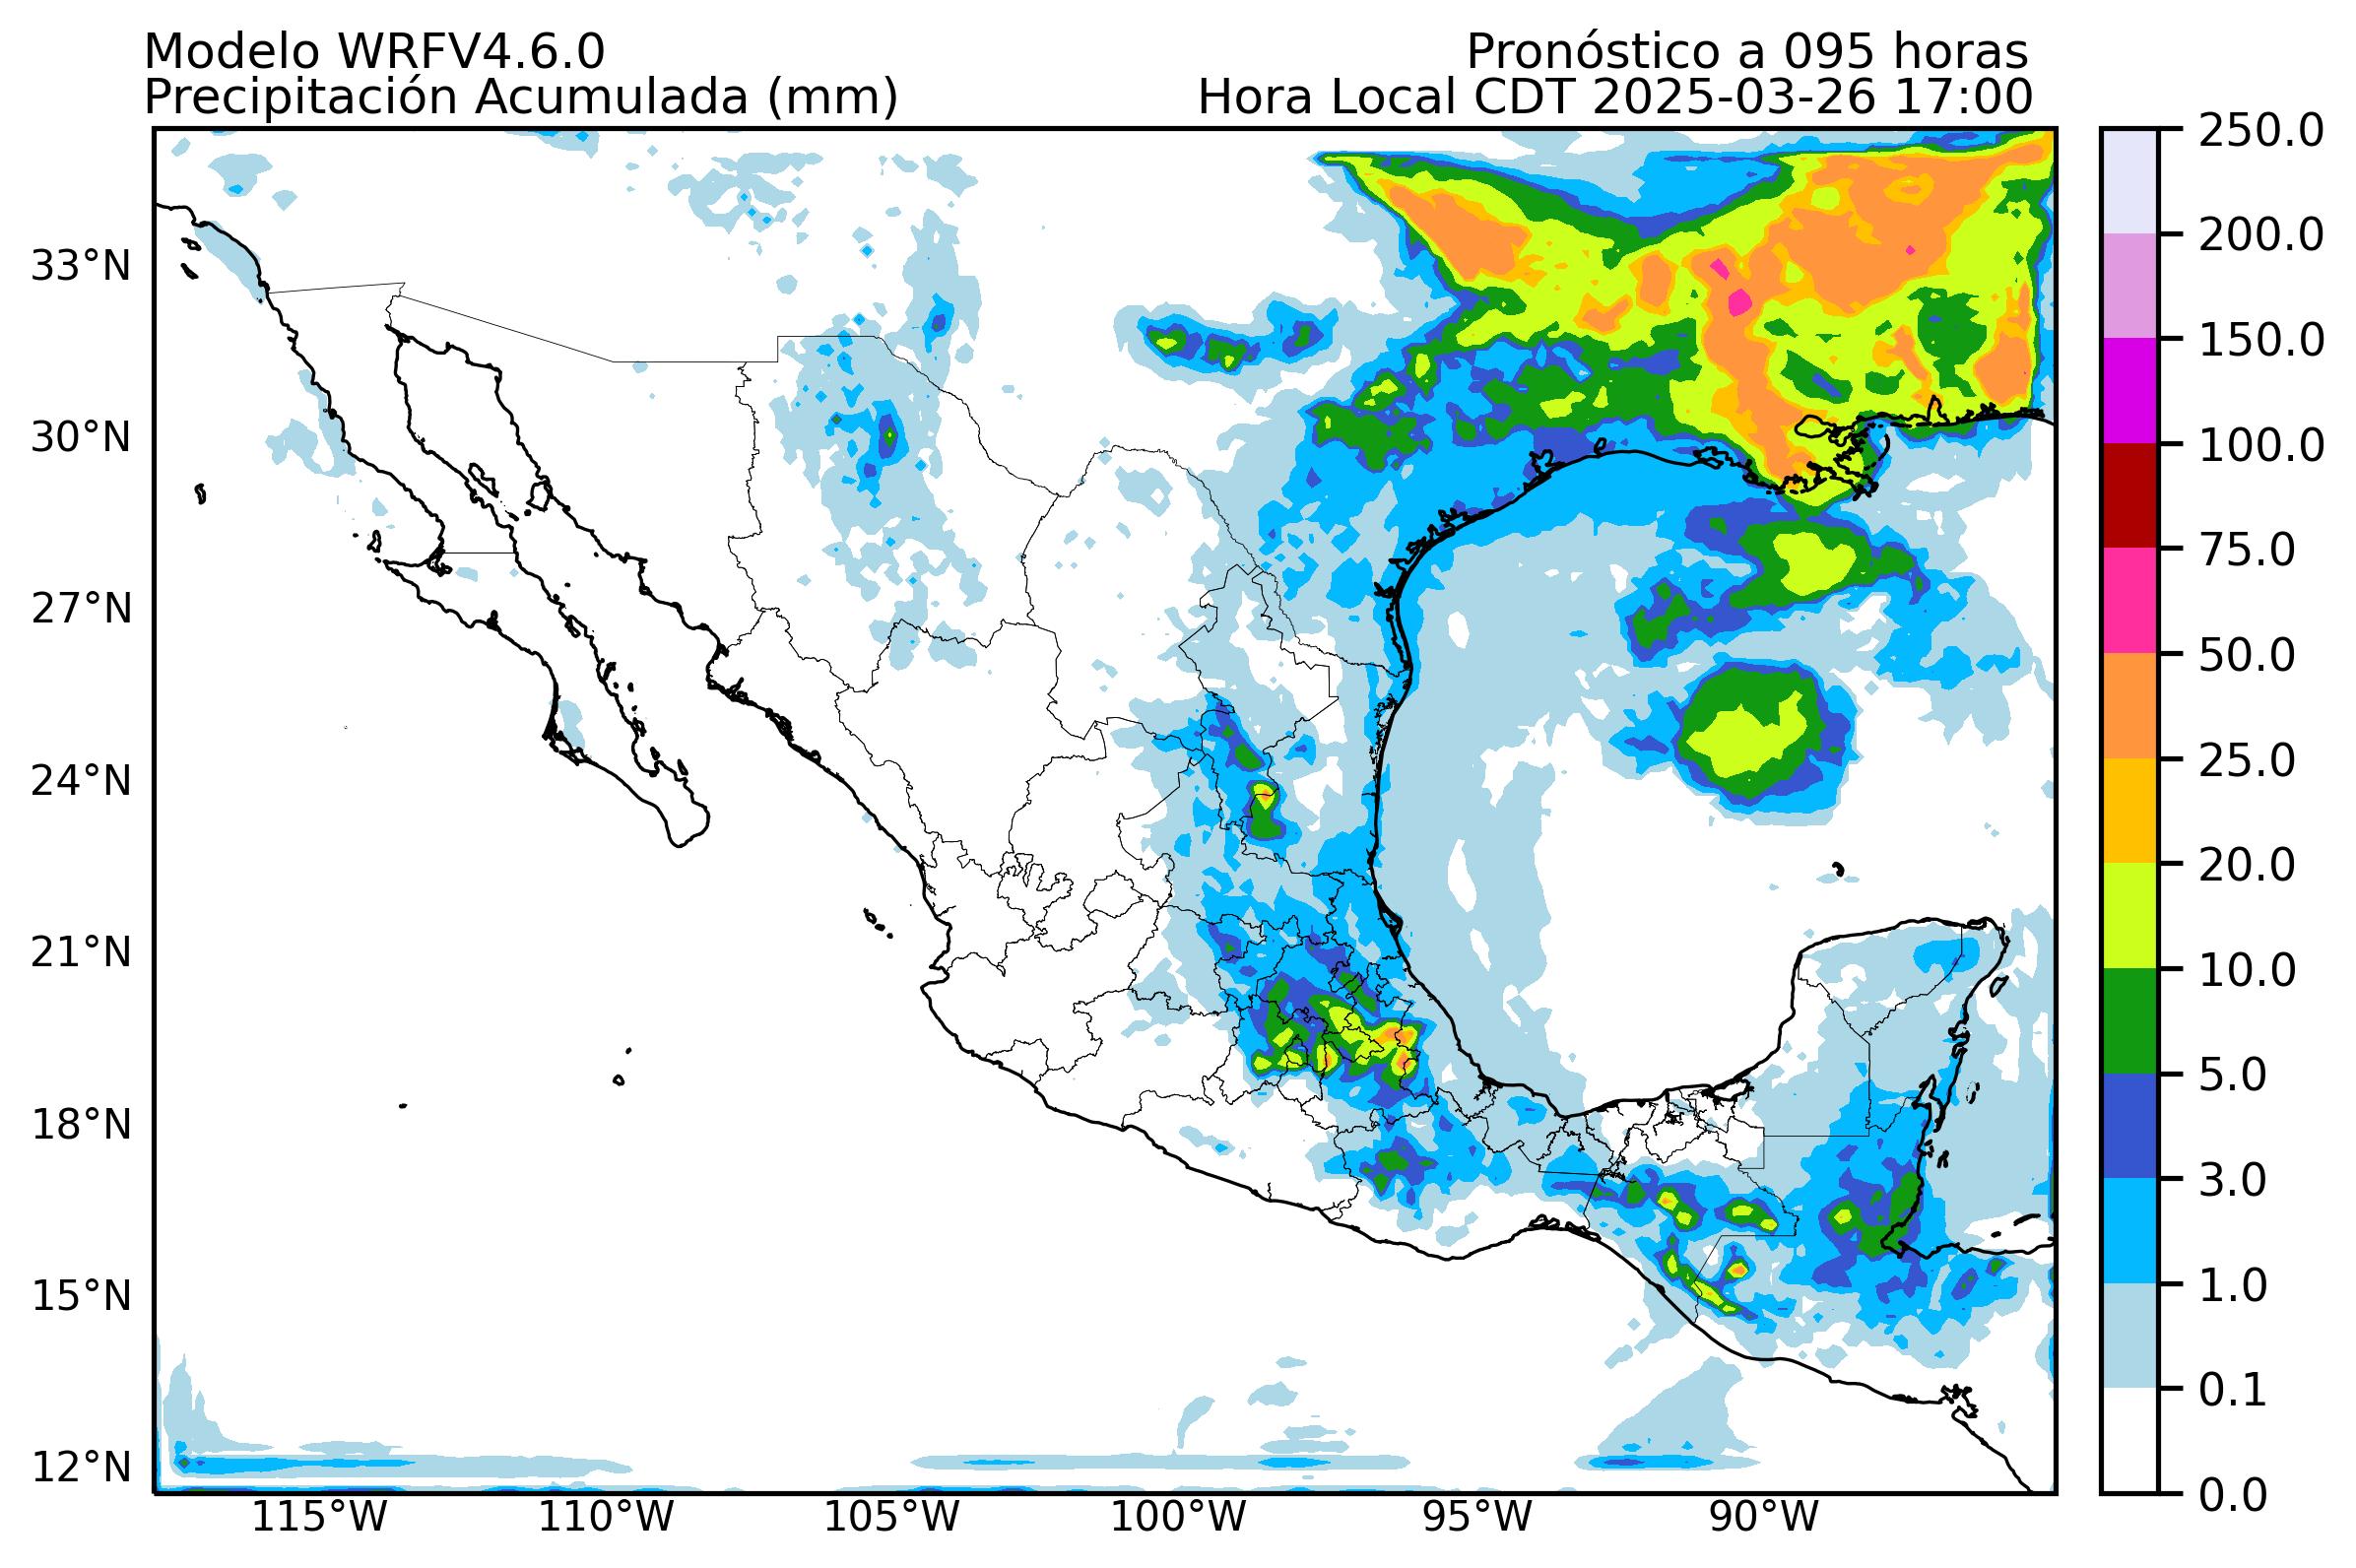 Modelo WRFV4.6.0
Pronóstico a 095 horas
Precipitación Acumulada (mm)
Hora Local CDT 2025-03-26 17:00
33°N
30°N
27°N
24°N
21°N
18°N
15°N
12°N
115°W
110°W
105°W
100°W
95°W
90°W
250.0
200.0
150.0
100.0
75.0
50.0
25.0
20.0
10.0
5.0
3.0
1.0
0.1
0.0